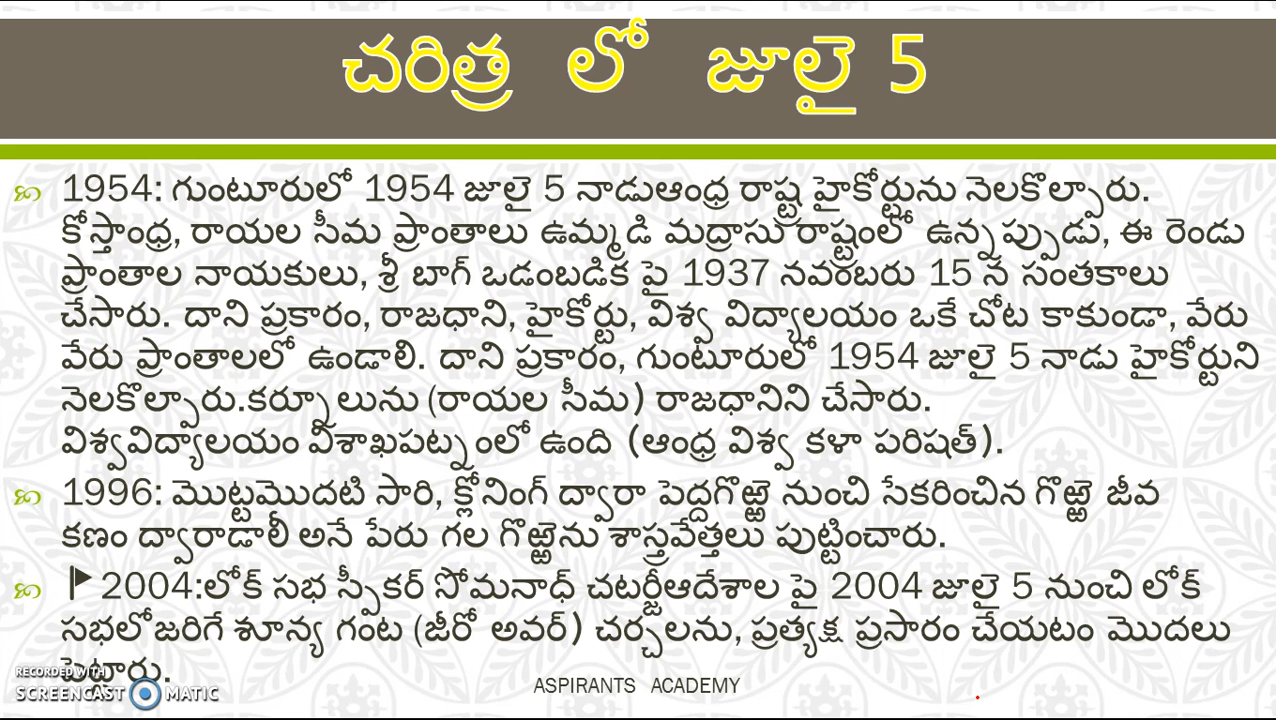 చరిత్ర లో జూలై 5
1954: గుంటూరులో 1954 జూలై 5 నాడుఆంధ్ర రాష్ట్ర హైకోర్టును నెలకొల్పారు.
కోస్తాంధ్ర, రాయల సీమ ప్రాంతాలు ఉమ్మడి మద్రాసు రాష్ట్రంలో ఉన్నప్పుడు, ఈ రెండు
ప్రాంతాల నాయకులు, శ్రీ బాగ్ ఒడంబడిక పై 1937 నవంబరు 15 న సంతకాలు
చేసారు. దాని ప్రకారం, రాజధాని, హైకోర్టు, విశ్వ విద్యాలయం ఒకే చోట కాకుండా, వేరు
వేరు ప్రాంతాలలో ఉండాలి. దాని ప్రకారం, గుంటూరులో 1954 జూలై 5 నాడు హైకోర్టుని
నెలకొల్పారు.కర్నూలును (రాయల సీమ) రాజధానిని చేసారు.
విశ్వవిద్యాలయం విశాఖపట్నంలో ఉంది (ఆంధ్ర విశ్వ కళా పరిషత్).
1996: మొట్టమొదటి సారి, క్లోనింగ్ ద్వారా పెద్దగొఱ్ఱె నుంచి సేకరించిన గొఱ్ఱె జీవ
కణం ద్వారాడాలీ అనే పేరు గల గొఱ్ఱెను శాస్త్రవేత్తలు పుట్టించారు.
2004:లోక్ సభ స్పీకర్ సోమనాధ్ చటర్జీఆదేశాల పై 2004 జూలై 5 నుంచి లోక్
సభలోజరిగే శూన్య గంట (జీరో అవర్) చర్చలను, ప్రత్యక్ష ప్రసారం చేయటం మొదలు
పెట్టారు.
RECORDED WITH
SCREENCAST MATIC
ASPIRANTS ACADEMY